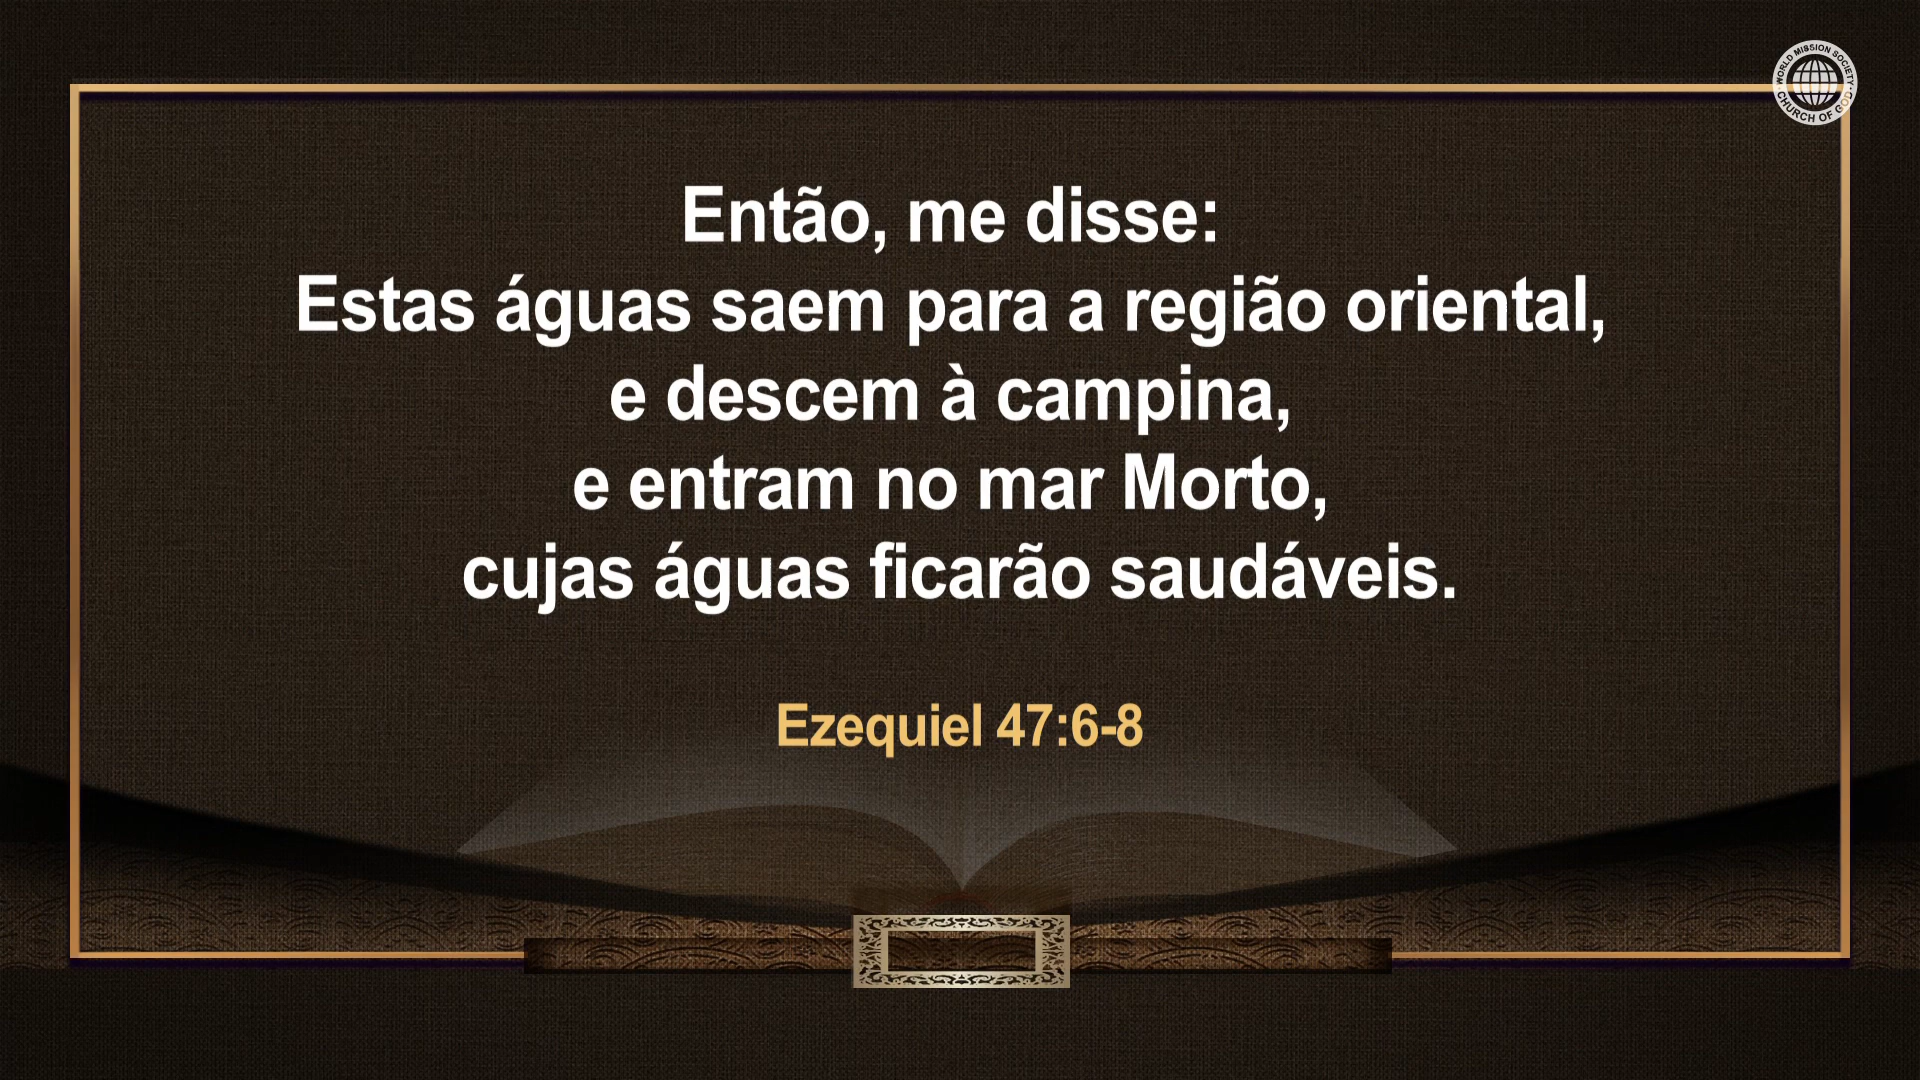 WORLD MISSION SOCIETY
CHURCH OF GOD
Então, me disse:
Estas águas saem para a região oriental,
e descem à campina,
e entram no mar Morto,
cujas águas ficarão saudáveis.
Ezequiel 47:6-8